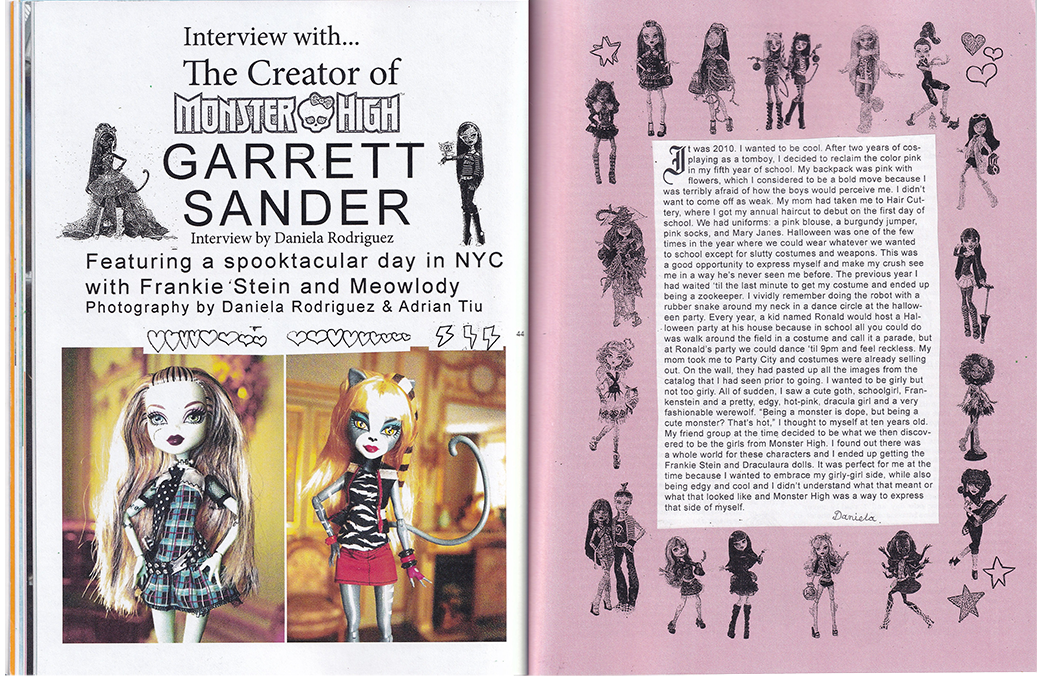 Interview with...
The Creator of
MONSTER HIGH
GARRETT
SANDER
Interview by Daniela Rodriguez
Featuring a spooktacular day in NYC
with Frankie Stein and Meowlody
Photography by Daniela Rodriguez & Adrian Tiu
44
It was 2010. I wanted to be cool. After two years of cos-
playing as a tomboy, I decided to reclaim the color pink
in my fifth year of school. My backpack was pink with
flowers, which I considered to be a bold move because I
was terribly afraid of how the boys would perceive me. I didn't
want to come off as weak. My mom had taken me to Hair Cut-
tery, where I got my annual haircut to debut on the first day of
school. We had uniforms: a pink blouse, a burgundy jumper,
pink socks, and Mary Janes. Halloween was one of the few
times in the year where we could wear whatever we wanted
to school except for slutty costumes and weapons. This was
a good opportunity to express myself and make my crush see
me in a way he's never seen me before. The previous year I
had waited 'til the last minute to get my costume and ended up
being a zookeeper. I vividly remember doing the robot with a
rubber snake around my neck in a dance circle at the hallow-
een party. Every year, a kid named Ronald would host a Hal-
loween party at his house because in school all you could do
was walk around the field in a costume and call it a parade, but
at Ronald's party we could dance 'til 9pm and feel reckless. My
mom took me to Party City and costumes were already selling
out. On the wall, they had pasted up all the images from the
catalog that I had seen prior to going. I wanted to be girly but
not too girly. All of sudden, I saw a cute goth, schoolgirl, Fran-
kenstein and a pretty, edgy, hot-pink, dracula girl and a very
fashionable werewolf. "Being a monster is dope, but being a
cute monster? That's hot," I thought to myself at ten years old.
My friend group at the time decided to be what we then discov-
ered to be the girls from Monster High. I found out there was
a whole world for these characters and I ended up getting the
Frankie Stein and Draculaura dolls. It was perfect for me at the
time because I wanted to embrace my girly-girl side, while also
being edgy and cool and I didn't understand what that meant or
what that looked like and Monster High was a way to express
that side of myself.
Daniela